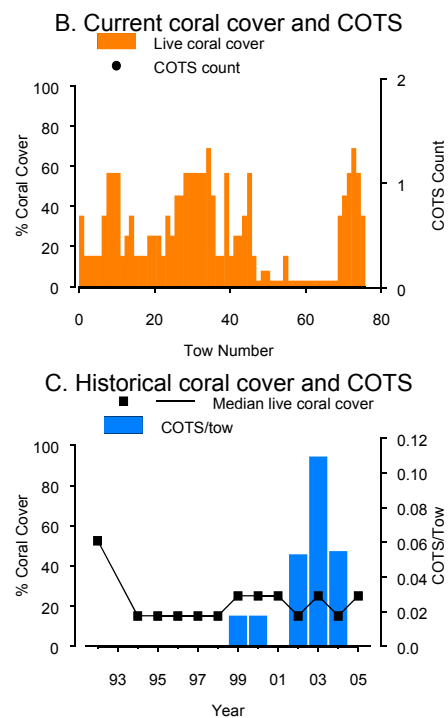 B. Current coral cover and COTS
Live coral cover
COTS count
% Coral Cover
100
80
60
40
20
0
COTS Count
2
1
0
0 20 40 60 80
Tow Number
C. Historical coral cover and COTS
Median live coral cover
COTS/tow
% Coral Cover
100
80
60
40
20
0
COTS/Tow
0.12
0.10
0.08
0.06
0.04
0.02
0.0
93 95 97 99 01 03 05
Year